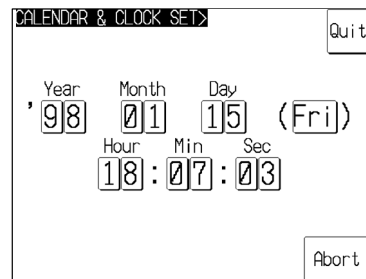 CALENDAR & CLOCK SET>
Quit
Year Month Day
'98 01 15 (Fri)
Hour Min Sec
18:07:03
Abort